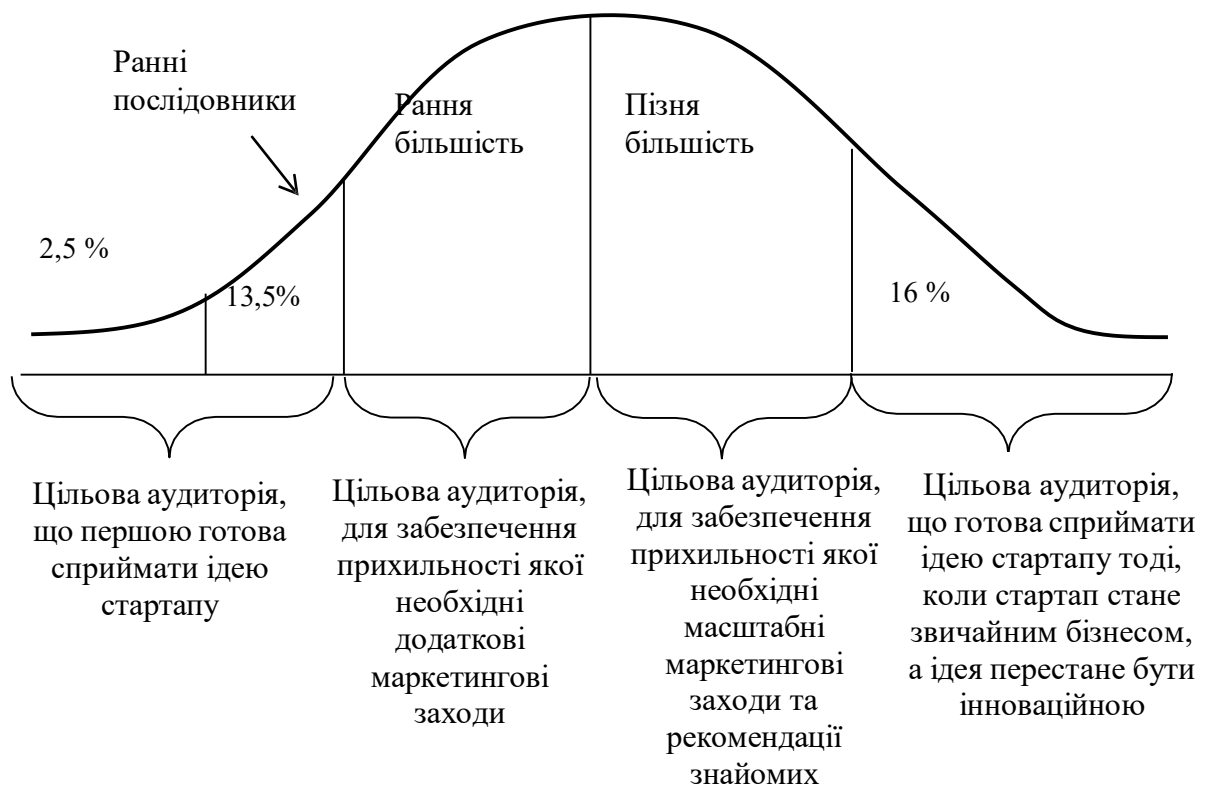 Ранні
послідовники
Рання
більшість
Пізня
більшість
2,5 %
13,5%
16 %
Цільова аудиторія,
що першою готова
сприймати ідею
стартапу
Цільова аудиторія,
для забезпечення
прихильності якої
необхідні
додаткові
маркетингові
заходи
Цільова аудиторія,
для забезпечення
прихильності якої
необхідні
масштабні
маркетингові
заходи та
рекомендації
знайомих
Цільова аудиторія,
що готова сприймати
ідею стартапу тоді,
коли стартап стане
звичайним бізнесом,
а ідея перестане бути
інноваційною